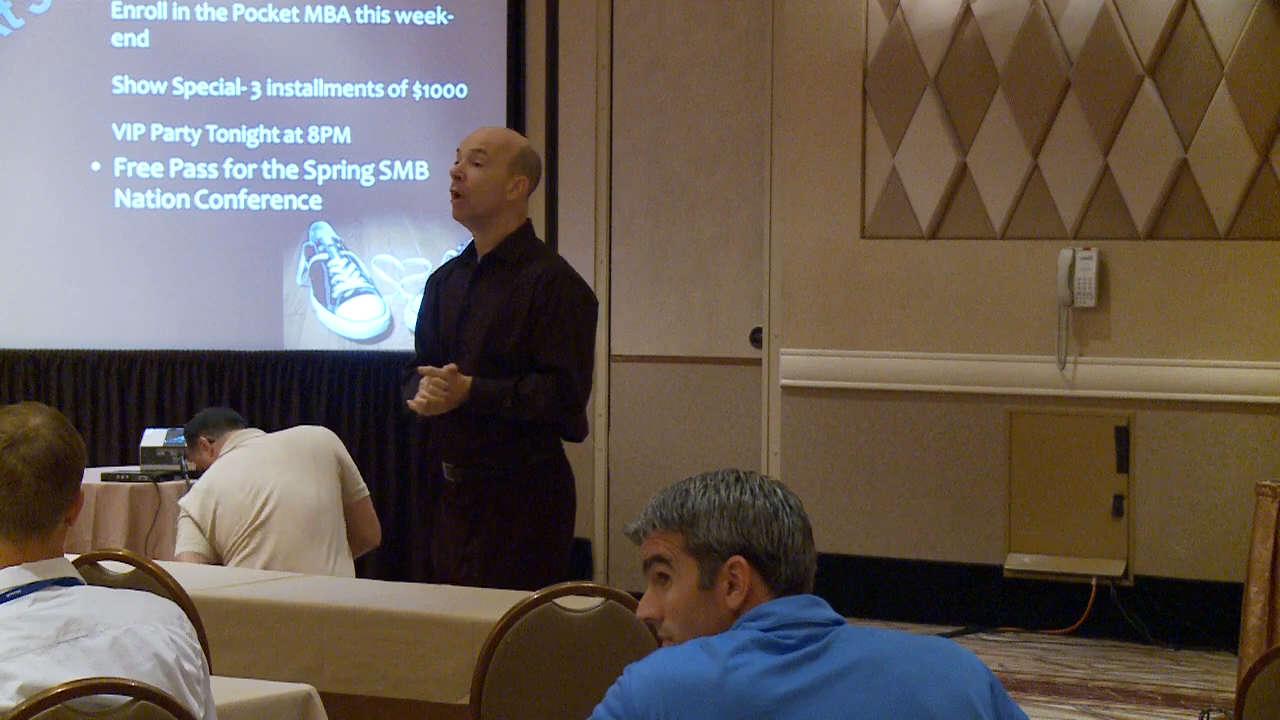 Enroll in the Pocket MBA this week-
end
Show Special- 3 installments of $1000
VIP Party Tonight at 8PM
• Free Pass for the Spring SMB
Nation Conference